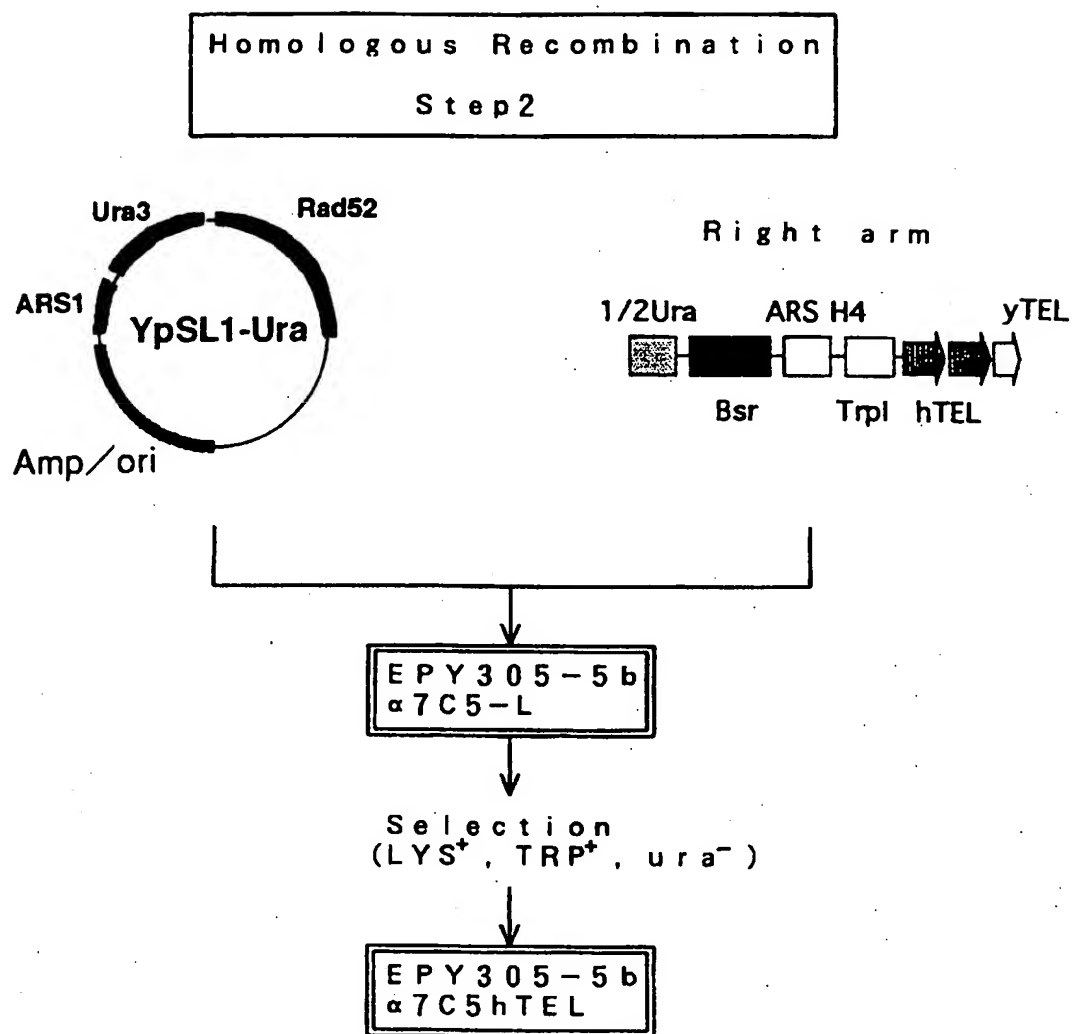 Homologous Recombination
Step2
Ura3
Rad52
ARS1
YpSL1-Ura
Amp/ori
Right arm
1/2Ura
ARS H4
yTEL
Bsr
TrpI
hTEL
EPY305-5b
α7C5-L
Selection
(LYS⁺, TRP⁺, ura⁻)
EPY305-5b
α7C5hTEL